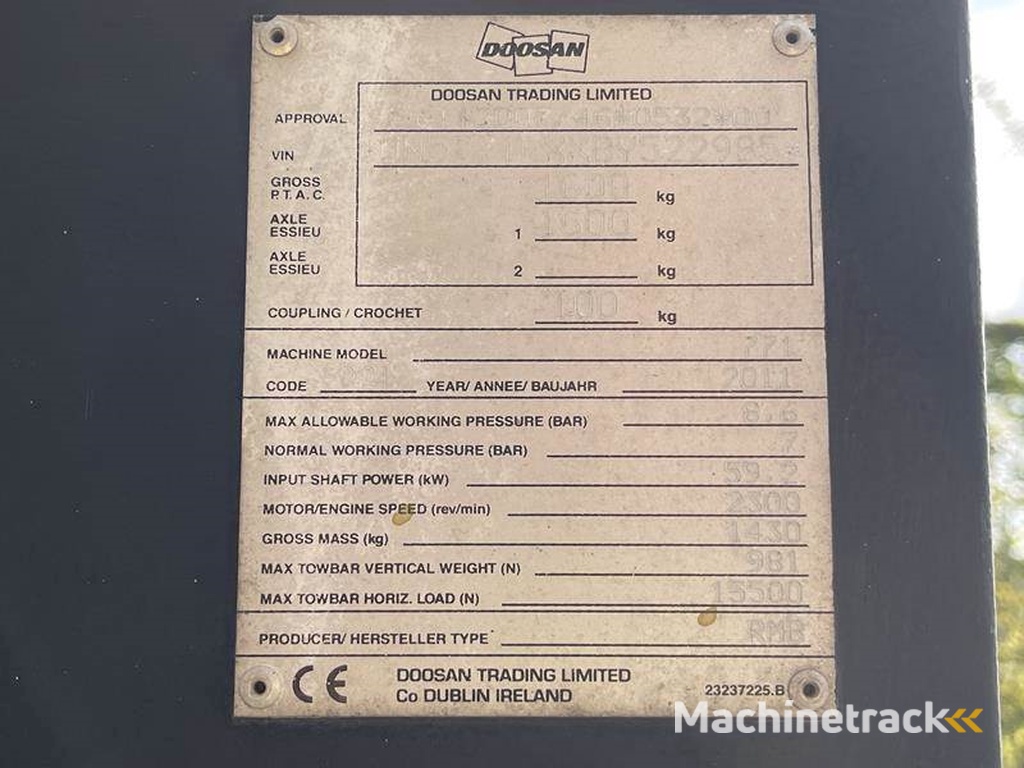 DOOSAN
DOOSAN TRADING LIMITED
APPROVAL
VIN
GROSS
P.T.A.C. kg
AXLE
ESSIEU 1 1600 kg
AXLE
ESSIEU 2 kg
COUPLING / CROCHET 100 kg
MACHINE MODEL 771
CODE YEAR/ ANNEE/ BAUJAHR 2011
MAX ALLOWABLE WORKING PRESSURE (BAR) 8.6
NORMAL WORKING PRESSURE (BAR) 7
INPUT SHAFT POWER (kW) 59.2
MOTOR/ENGINE SPEED (rev/min) 2300
GROSS MASS (kg) 1430
MAX TOWBAR VERTICAL WEIGHT (N) 981
MAX TOWBAR HORIZ. LOAD (N) 15500
PRODUCER/ HERSTELLER TYPE RMB
CE DOOSAN TRADING LIMITED
Co DUBLIN IRELAND 23237225.B
Machinetrack